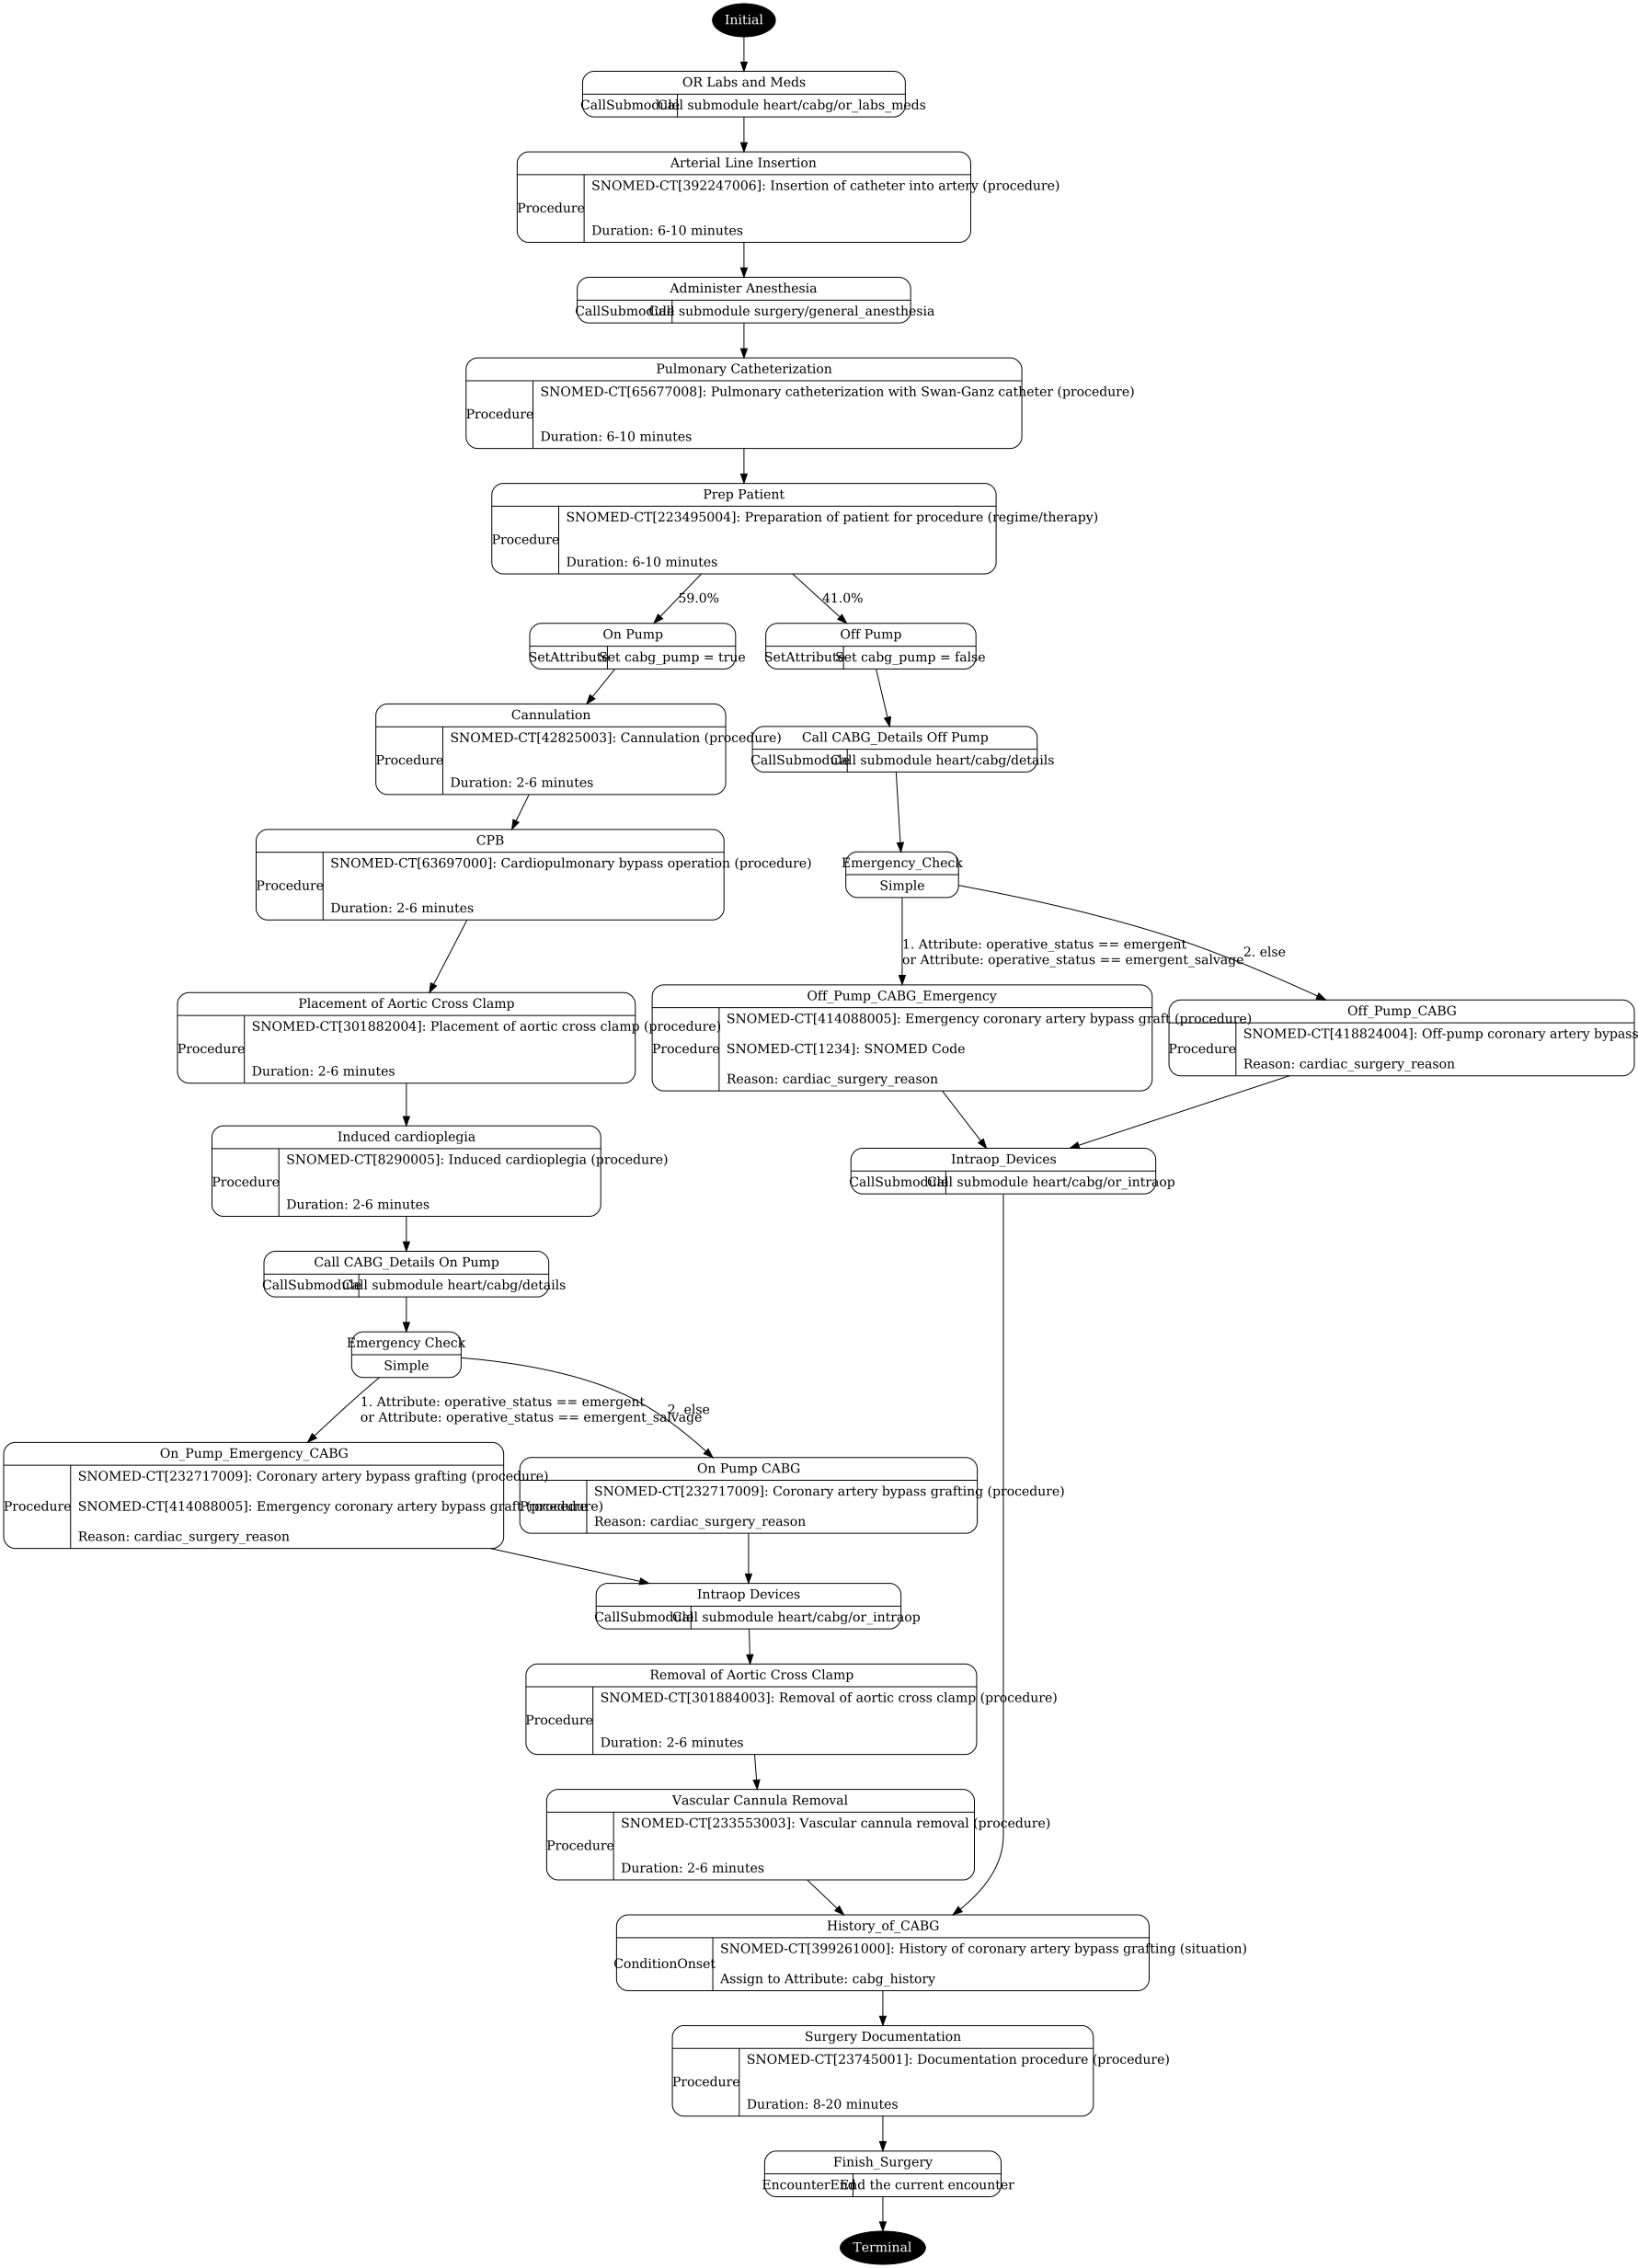 Initial
OR Labs and Meds
CallSubmodule
Call submodule heart/cabg/or_labs_meds
Arterial Line Insertion
SNOMED-CT[392247006]: Insertion of catheter into artery (procedure)
Procedure
Duration: 6-10 minutes
Administer Anesthesia
CallSubmodule
Call submodule surgery/general_anesthesia
Pulmonary Catheterization
SNOMED-CT[65677008]: Pulmonary catheterization with Swan-Ganz catheter (procedure)
Procedure
Duration: 6-10 minutes
Prep Patient
SNOMED-CT[223495004]: Preparation of patient for procedure (regime/therapy)
Procedure
Duration: 6-10 minutes
59.0%
41.0%
On Pump
SetAttribute
Set cabg_pump = true
Off Pump
SetAttribute
Set cabg_pump = false
Cannulation
SNOMED-CT[42825003]: Cannulation (procedure)
Procedure
Duration: 2-6 minutes
Call CABG_Details Off Pump
CallSubmodule
Call submodule heart/cabg/details
CPB
SNOMED-CT[63697000]: Cardiopulmonary bypass operation (procedure)
Procedure
Duration: 2-6 minutes
Emergency_Check
Simple
1. Attribute: operative_status == emergent
or Attribute: operative_status == emergent_salvage
2. else
Placement of Aortic Cross Clamp
SNOMED-CT[301882004]: Placement of aortic cross clamp (procedure)
Procedure
Duration: 2-6 minutes
Off_Pump_CABG_Emergency
SNOMED-CT[414088005]: Emergency coronary artery bypass graft (procedure)
Procedure
SNOMED-CT[1234]: SNOMED Code
Reason: cardiac_surgery_reason
Off_Pump_CABG
SNOMED-CT[418824004]: Off-pump coronary artery bypass
Procedure
Reason: cardiac_surgery_reason
Induced cardioplegia
SNOMED-CT[8290005]: Induced cardioplegia (procedure)
Procedure
Duration: 2-6 minutes
Intraop_Devices
CallSubmodule
Call submodule heart/cabg/or_intraop
Call CABG_Details On Pump
CallSubmodule
Call submodule heart/cabg/details
Emergency Check
Simple
1. Attribute: operative_status == emergent
or Attribute: operative_status == emergent_salvage
2. else
On_Pump_Emergency_CABG
SNOMED-CT[232717009]: Coronary artery bypass grafting (procedure)
Procedure
SNOMED-CT[414088005]: Emergency coronary artery bypass graft (procedure)
Reason: cardiac_surgery_reason
On Pump CABG
SNOMED-CT[232717009]: Coronary artery bypass grafting (procedure)
Procedure
Reason: cardiac_surgery_reason
Intraop Devices
CallSubmodule
Call submodule heart/cabg/or_intraop
Removal of Aortic Cross Clamp
SNOMED-CT[301884003]: Removal of aortic cross clamp (procedure)
Procedure
Duration: 2-6 minutes
Vascular Cannula Removal
SNOMED-CT[233553003]: Vascular cannula removal (procedure)
Procedure
Duration: 2-6 minutes
History_of_CABG
SNOMED-CT[399261000]: History of coronary artery bypass grafting (situation)
ConditionOnset
Assign to Attribute: cabg_history
Surgery Documentation
SNOMED-CT[23745001]: Documentation procedure (procedure)
Procedure
Duration: 8-20 minutes
Finish_Surgery
EncounterEnd
End the current encounter
Terminal